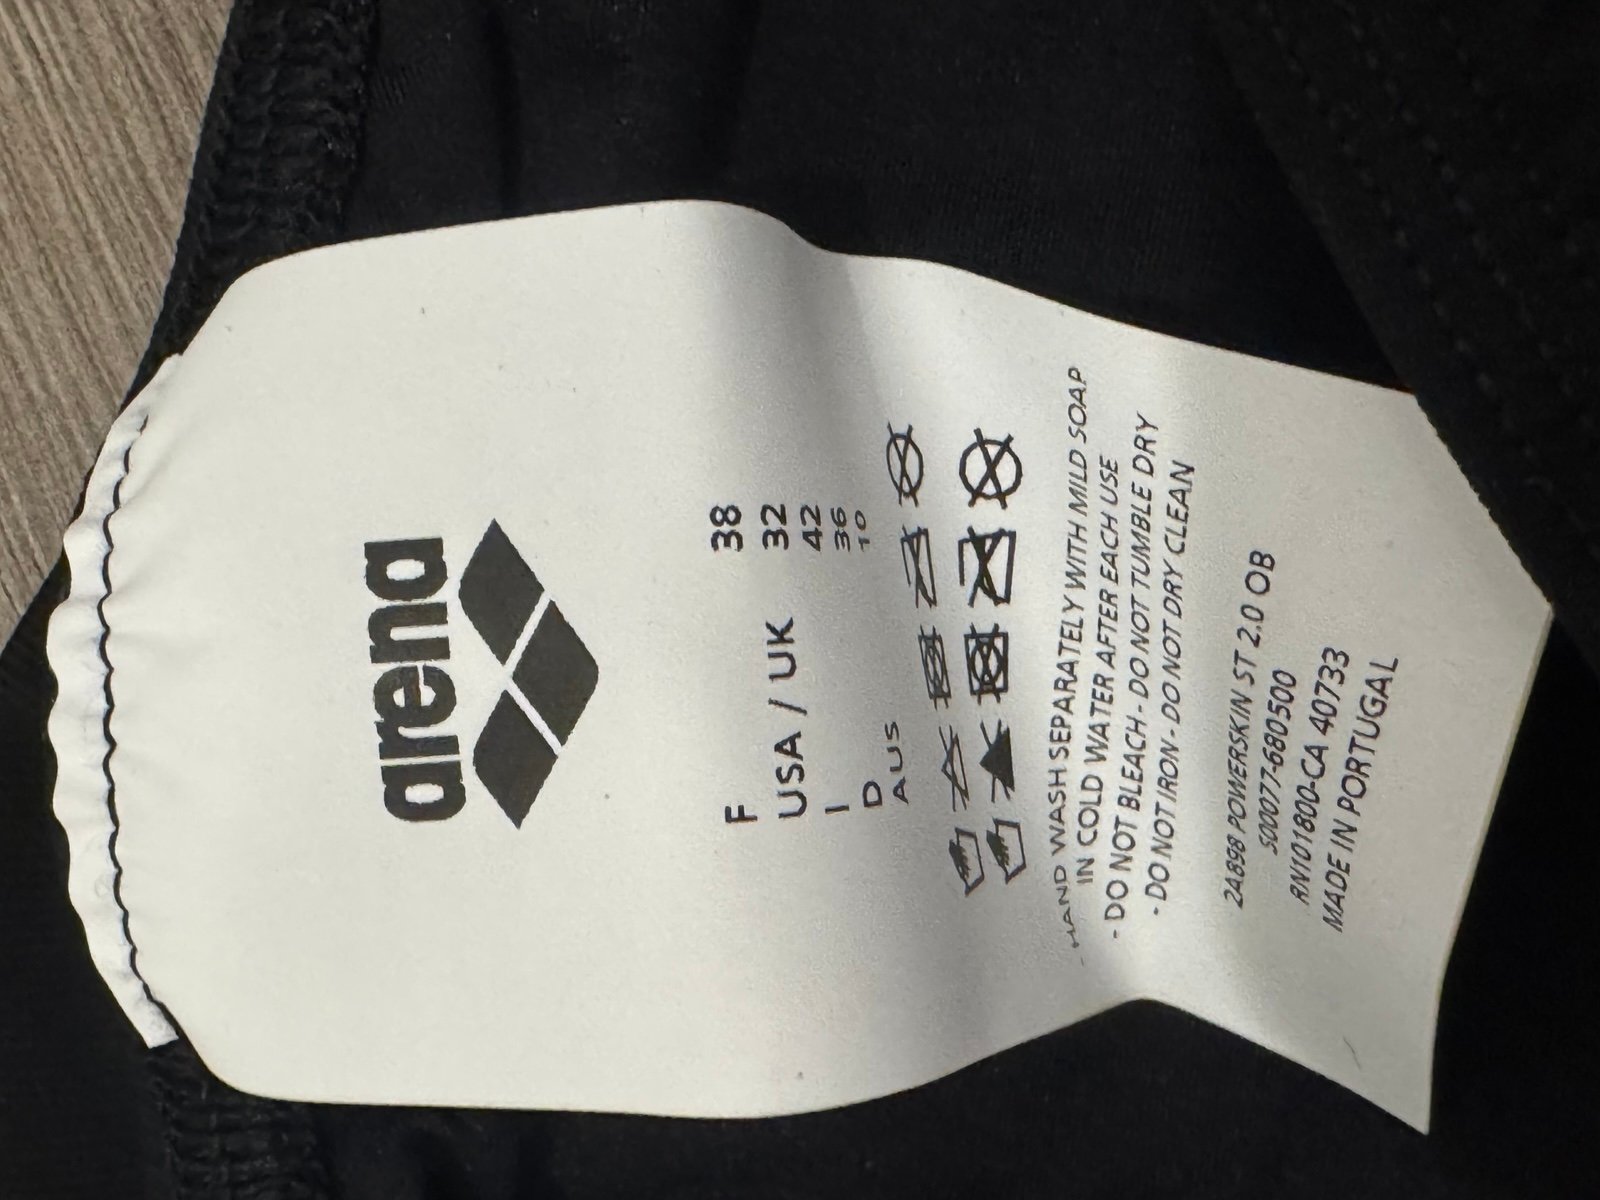 arena
F 38
USA / UK 32
I 42
D 36
AUS 10
- HAND WASH SEPARATELY WITH MILD SOAP
IN COLD WATER AFTER EACH USE
- DO NOT BLEACH - DO NOT TUMBLE DRY
- DO NOT IRON - DO NOT DRY CLEAN
2A898 POWERSKIN ST 2.0 OB
S00077-680500
RN101800-CA 40733
MADE IN PORTUGAL